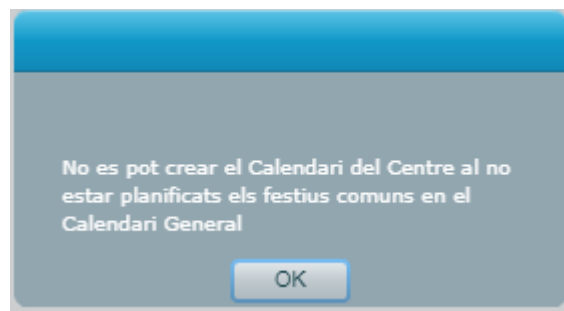 No es pot crear el Calendari del Centre al no
estar planificats els festius comuns en el
Calendari General
OK